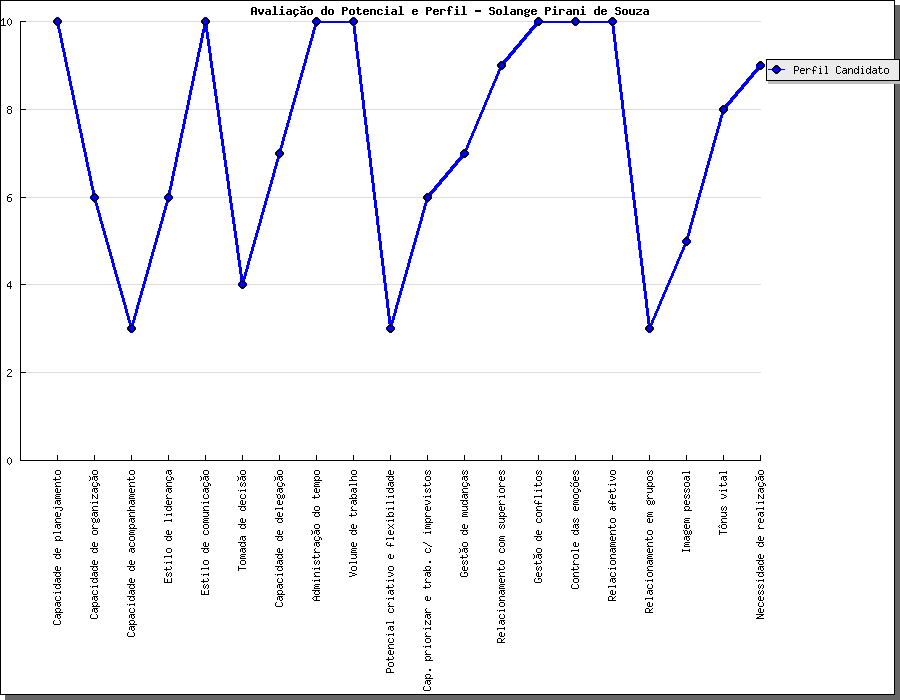 Avaliação do Potencial e Perfil - Solange Pirani de Souza
10
8
6
4
2
0
Perfil Candidato
Capacidade de planejamento
Capacidade de organização
Capacidade de acompanhamento
Estilo de liderança
Estilo de comunicação
Tomada de decisão
Capacidade de delegação
Administração do tempo
Volume de trabalho
Potencial criativo e flexibilidade
Cap. priorizar e trab. c/ imprevistos
Gestão de mudanças
Relacionamento com superiores
Gestão de conflitos
Controle das emoções
Relacionamento afetivo
Relacionamento em grupos
Imagem pessoal
Tônus vital
Necessidade de realização